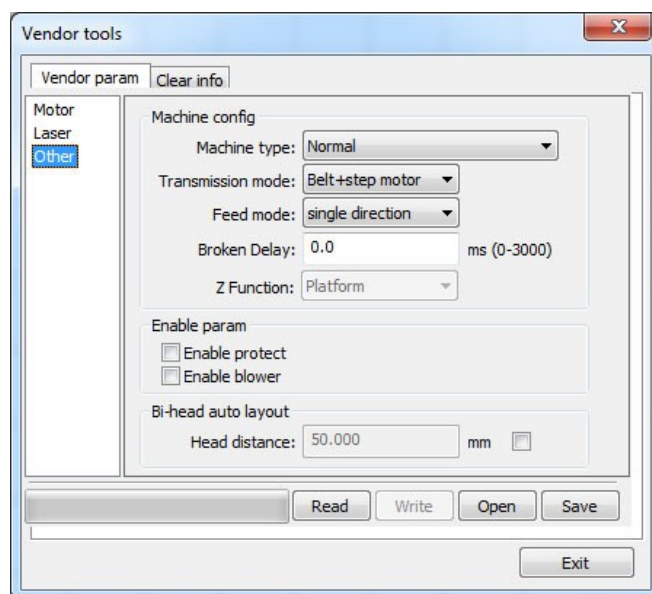 Vendor tools
Vendor param Clear info
Motor
Laser
Other
Machine config
Machine type: Normal
Transmission mode: Belt+step motor
Feed mode: single direction
Broken Delay: 0.0 ms (0-3000)
Z Function: Platform
Enable param
Enable protect
Enable blower
Bi-head auto layout
Head distance: 50.000 mm
Read Write Open Save
Exit